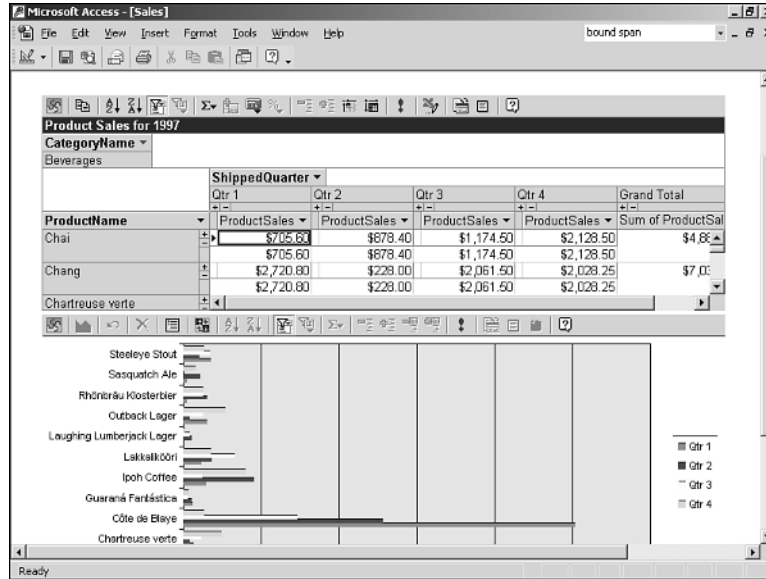 Microsoft Access - [Sales]
File Edit View Insert Format Tools Window Help bound span
Product Sales for 1997
CategoryName
Beverages
ShippedQuarter
Qtr 1 Qtr 2 Qtr 3 Qtr 4 Grand Total
ProductName ProductSales ProductSales ProductSales ProductSales Sum of ProductSal
Chai $705.60 $878.40 $1,174.50 $2,128.50 $4,88
$705.60 $878.40 $1,174.50 $2,128.50
Chang $2,720.80 $228.00 $2,061.50 $2,028.25 $7,03
$2,720.80 $228.00 $2,061.50 $2,028.25
Chartreuse verte
Steeleye Stout
Sasquatch Ale
Rhönbräu Klosterbier
Outback Lager
Laughing Lumberjack Lager
Lakkalikööri
Ipoh Coffee
Guaraná Fantástica
Côte de Blaye
Chartreuse verte
Qtr 1
Qtr 2
Qtr 3
Qtr 4
Ready